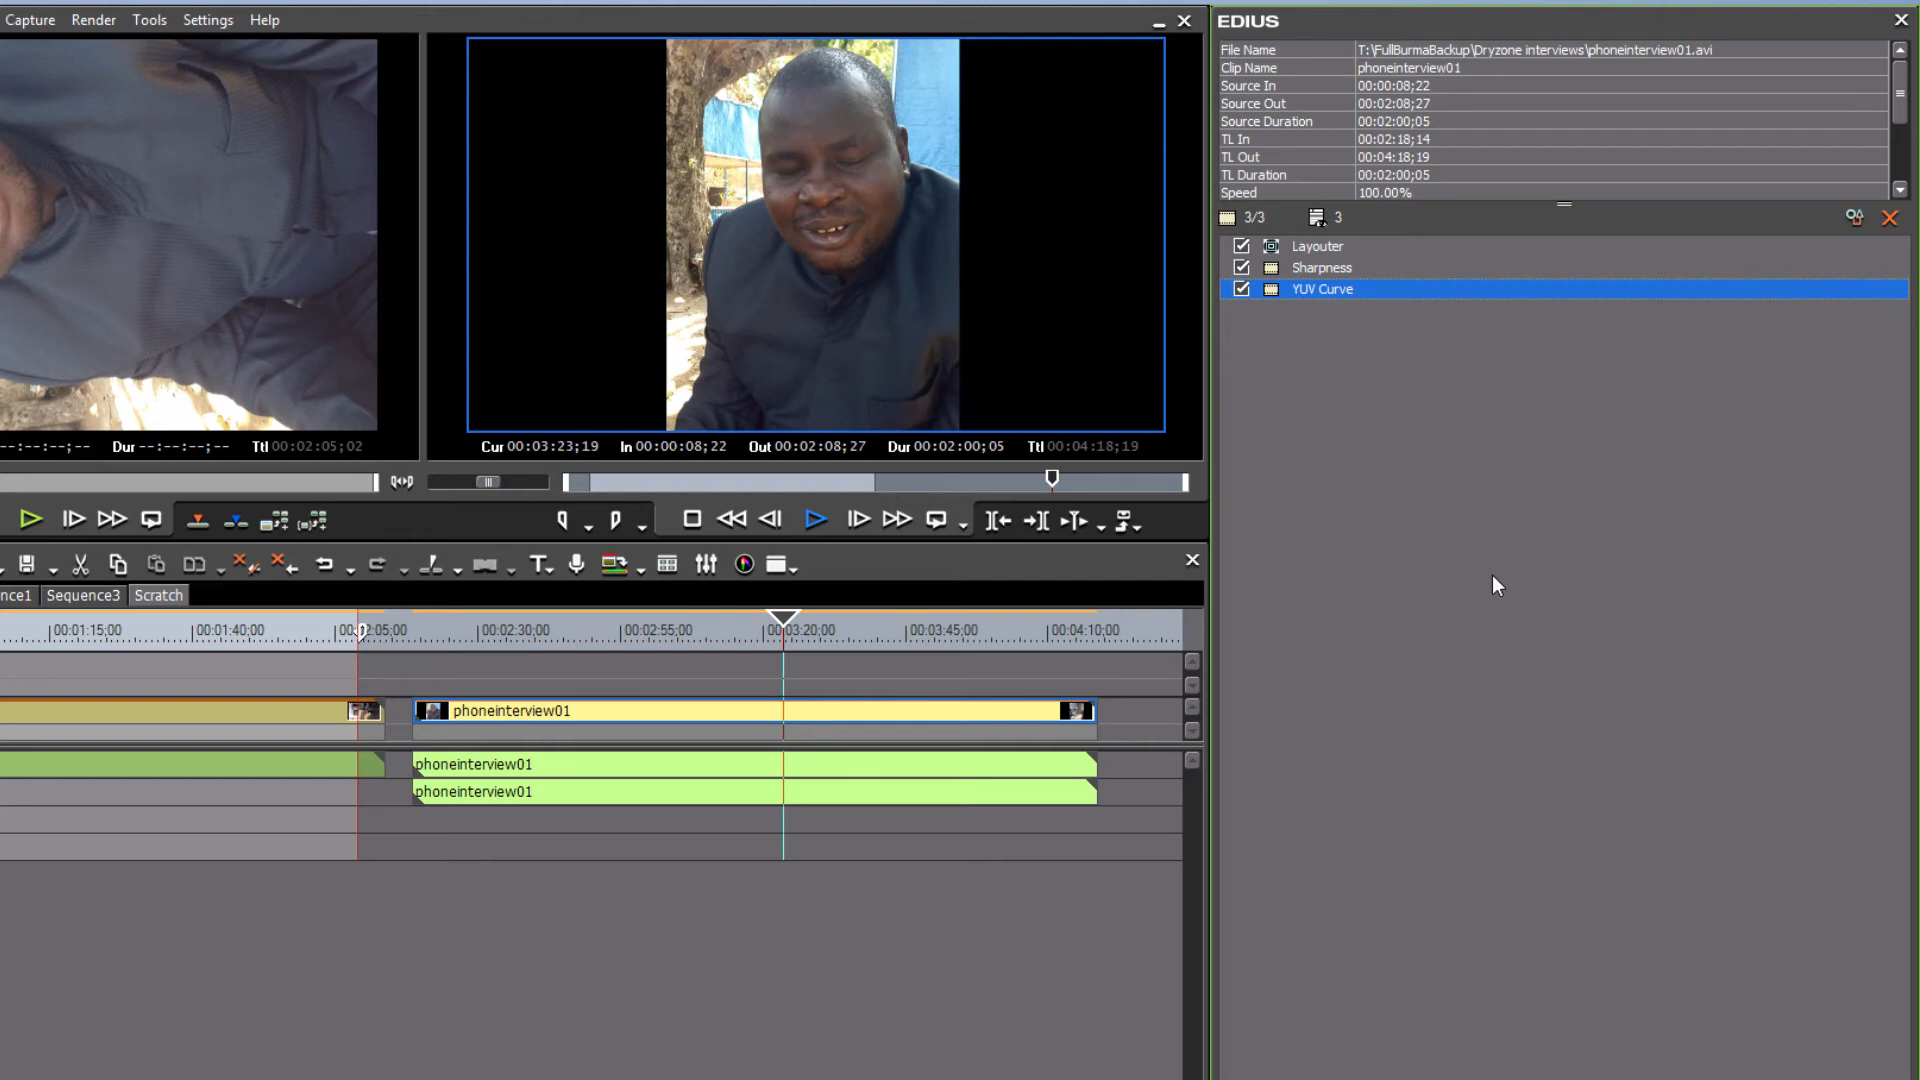 Capture Render Tools Settings Help
EDIUS
File Name T:\FullBurmaBackup\Dryzone interviews\phoneinterview01.avi
Clip Name phoneinterview01
Source In 00:00:08;22
Source Out 00:02:08;27
Source Duration 00:02:00;05
TL In 00:02:18;14
TL Out 00:04:18;19
TL Duration 00:02:00;05
Speed 100.00%
3/3 3
Layouter
Sharpness
YUV Curve
--:--:--;-- Dur --:--:--;-- Ttl 00:02:05;02
Cur 00:03:23;19 In 00:00:08;22 Out 00:02:08;27 Dur 00:02:00;05 Ttl 00:04:18;19
nce1 Sequence3 Scratch
00:01:15;00 00:01:40;00 00:02:05;00 00:02:30;00 00:02:55;00 00:03:20;00 00:03:45;00 00:04:10;00
phoneinterview01
phoneinterview01
phoneinterview01